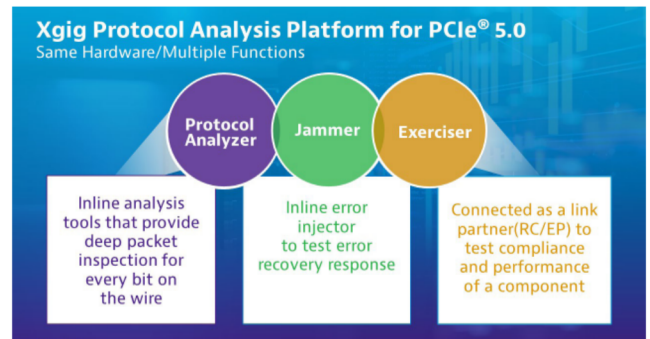 Xgig Protocol Analysis Platform for PCIe® 5.0
Same Hardware/Multiple Functions
Protocol
Analyzer
Jammer
Exerciser
Inline analysis
tools that provide
deep packet
inspection for
every bit on
the wire
Inline error
injector
to test error
recovery response
Connected as a link
partner(RC/EP) to
test compliance
and performance
of a component